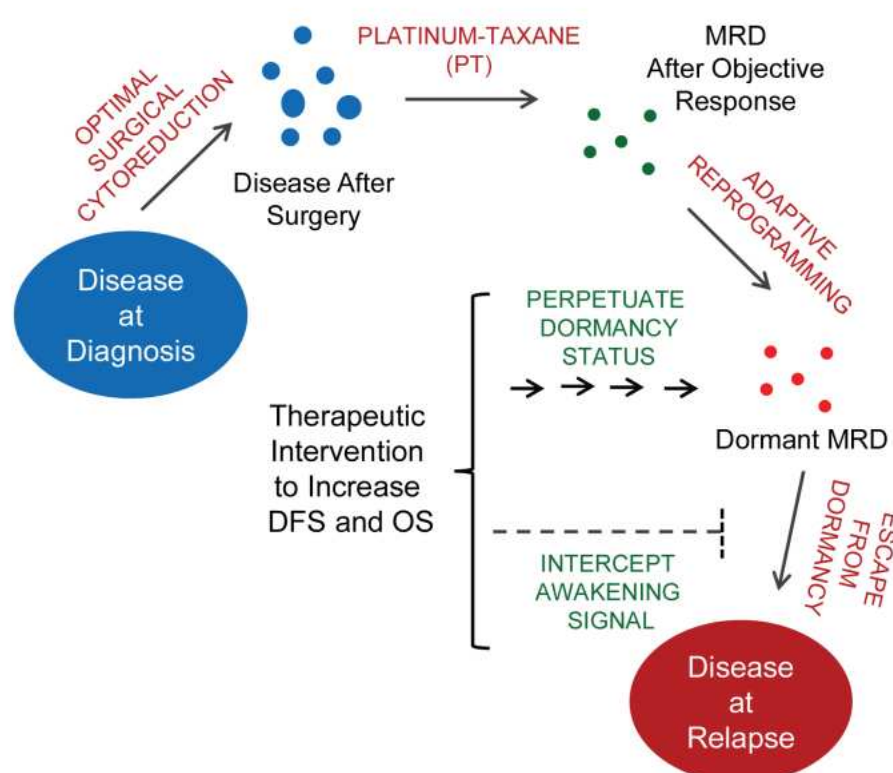 OPTIMAL
SURGICAL
CYTOREDUCTION
PLATINUM-TAXANE
(PT)
MRD
After Objective
Response
Disease After
Surgery
ADAPTIVE
REPROGRAMMING
Disease
at
Diagnosis
PERPETUATE
DORMANCY
STATUS
Therapeutic
Intervention
to Increase
DFS and OS
Dormant MRD
INTERCEPT
AWAKENING
SIGNAL
ESCAPE
FROM
DORMANCY
Disease
at
Relapse